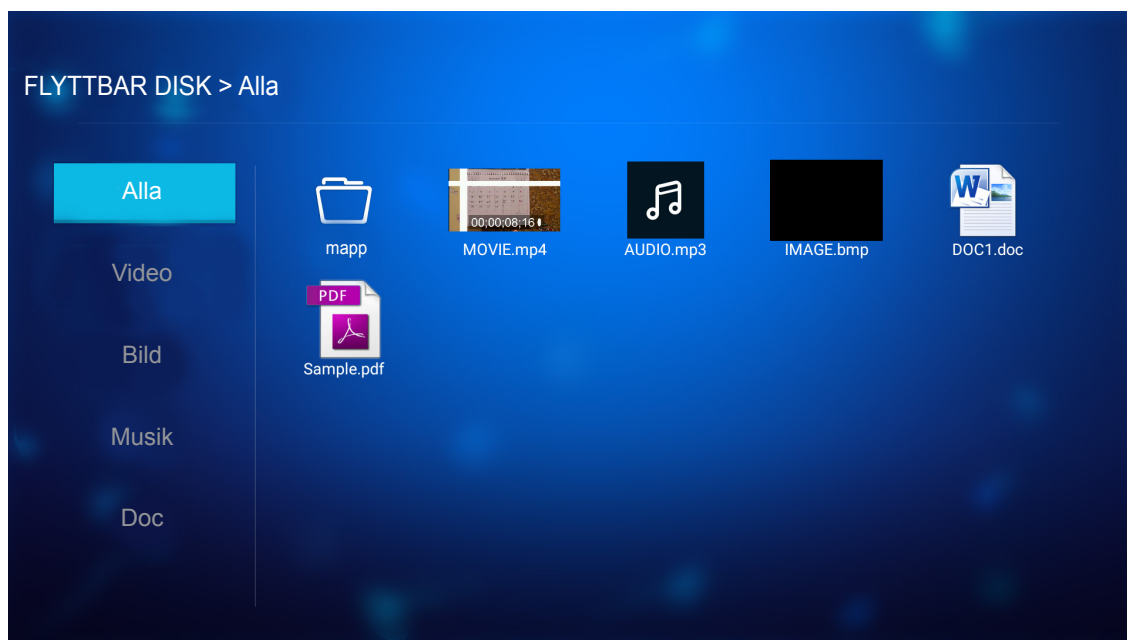 FLYTTBAR DISK > Alla
Alla
Video
Bild
Musik
Doc
mapp
00;00;08;16
MOVIE.mp4
AUDIO.mp3
IMAGE.bmp
W
DOC1.doc
PDF
Sample.pdf